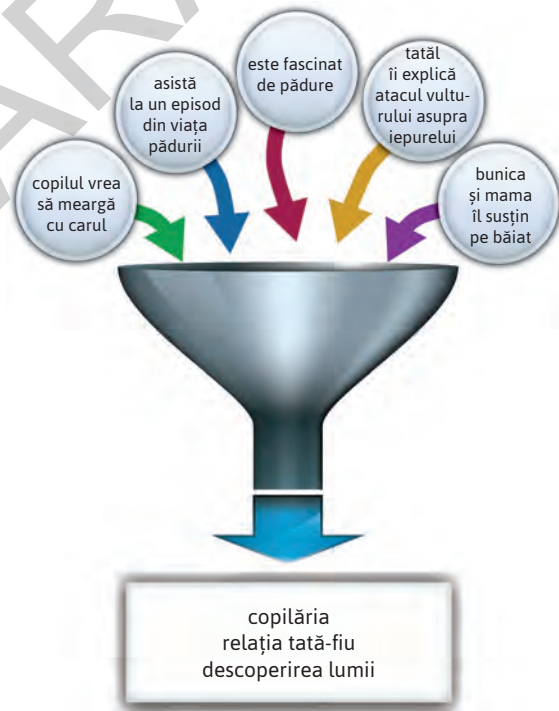 copilul vrea
să meargă
cu carul
asistă
la un episod
din viața
pădurii
este fascinat
de pădure
tatăl
îi explică
atacul vultu-
rului asupra
iepurelui
bunica
și mama
îl susțin
pe băiat
copilăria
relația tată-fiu
descoperirea lumii